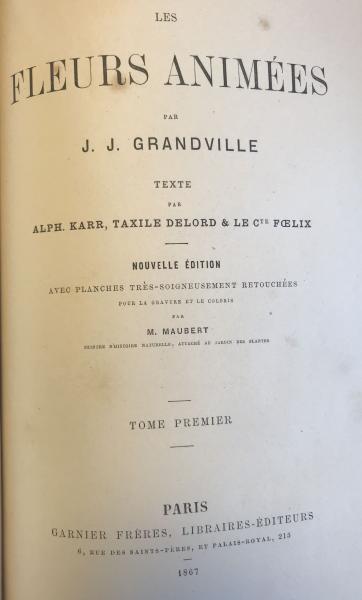 LES
FLEURS ANIMÉES
PAR
J. J. GRANDVILLE
TEXTE
PAR
ALPH. KARR, TAXILE DELORD & LE CTE FŒLIX
NOUVELLE ÉDITION
AVEC PLANCHES TRÈS-SOIGNEUSEMENT RETOUCHÉES
POUR LA GRAVURE ET LE COLORIS
PAR
M. MAUBERT
PEINTRE D'HISTOIRE NATURELLE, ATTACHÉ AU JARDIN DES PLANTES
TOME PREMIER
PARIS
GARNIER FRÈRES, LIBRAIRES-ÉDITEURS
6, RUE DES SAINTS-PÈRES, ET PALAIS-ROYAL, 215
1867